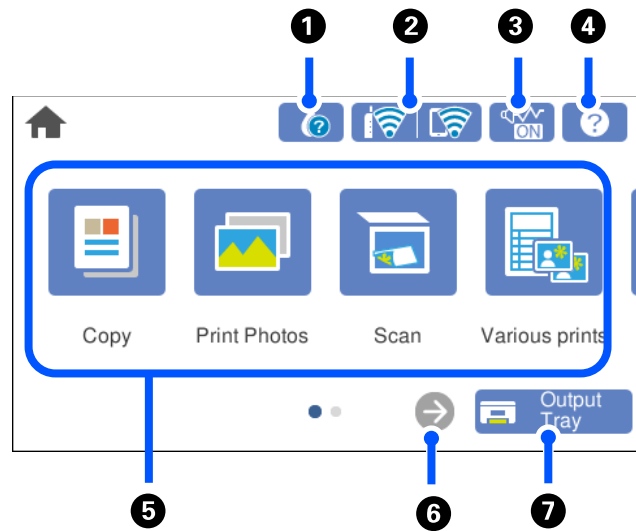 1 2 3 4
? ON ?
Copy Print Photos Scan Various prints
Output
Tray
5 6 7